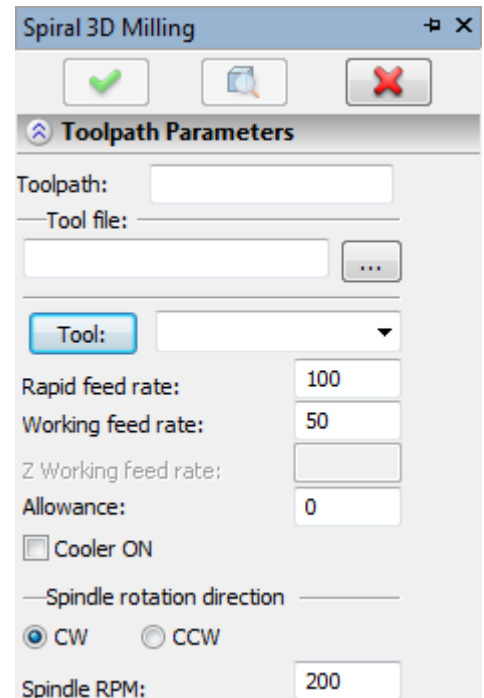 Spiral 3D Milling
Toolpath Parameters
Toolpath:
Tool file:
...
Tool:
Rapid feed rate: 100
Working feed rate: 50
Z Working feed rate:
Allowance: 0
Cooler ON
Spindle rotation direction
CW CCW
Spindle RPM: 200